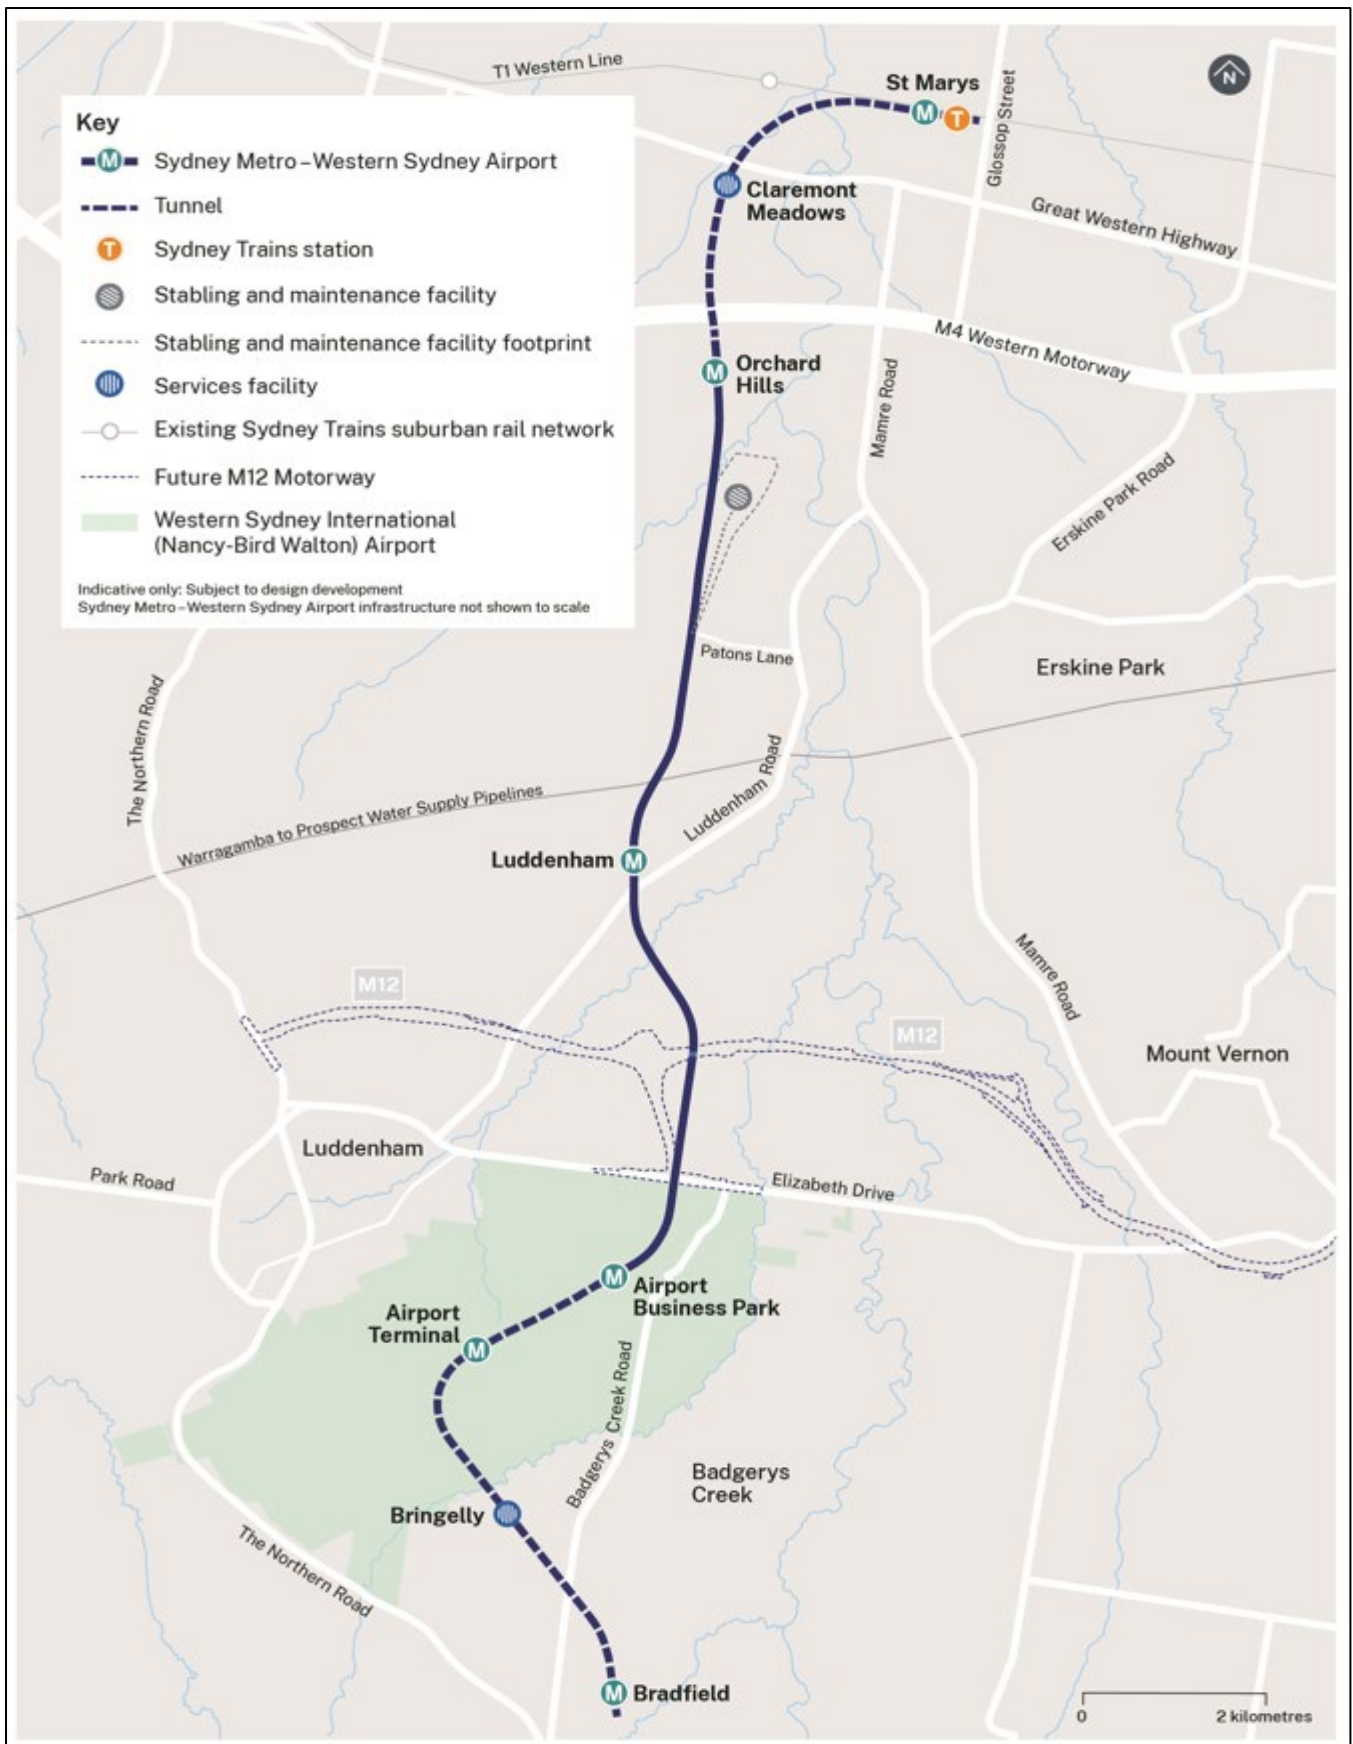 T1 Western Line
St Marys
N
M
T
Glossop Street
Key
M
Sydney Metro – Western Sydney Airport
Tunnel
T
Sydney Trains station
Stabling and maintenance facility
Stabling and maintenance facility footprint
Services facility
Existing Sydney Trains suburban rail network
Future M12 Motorway
Western Sydney International
(Nancy-Bird Walton) Airport
Indicative only: Subject to design development
Sydney Metro – Western Sydney Airport infrastructure not shown to scale
Claremont
Meadows
Great Western Highway
M4 Western Motorway
M
Orchard
Hills
Mamre Road
Erskine Park Road
Patons Lane
Erskine Park
The Northern Road
Warragamba to Prospect Water Supply Pipelines
Luddenham Road
Luddenham
M
M12
Mamre Road
M12
Mount Vernon
Luddenham
Park Road
Elizabeth Drive
M
Airport
Business Park
Airport
Terminal
M
Badgerys Creek Road
Badgerys
Creek
Bringelly
The Northern Road
M
Bradfield
0
2 kilometres